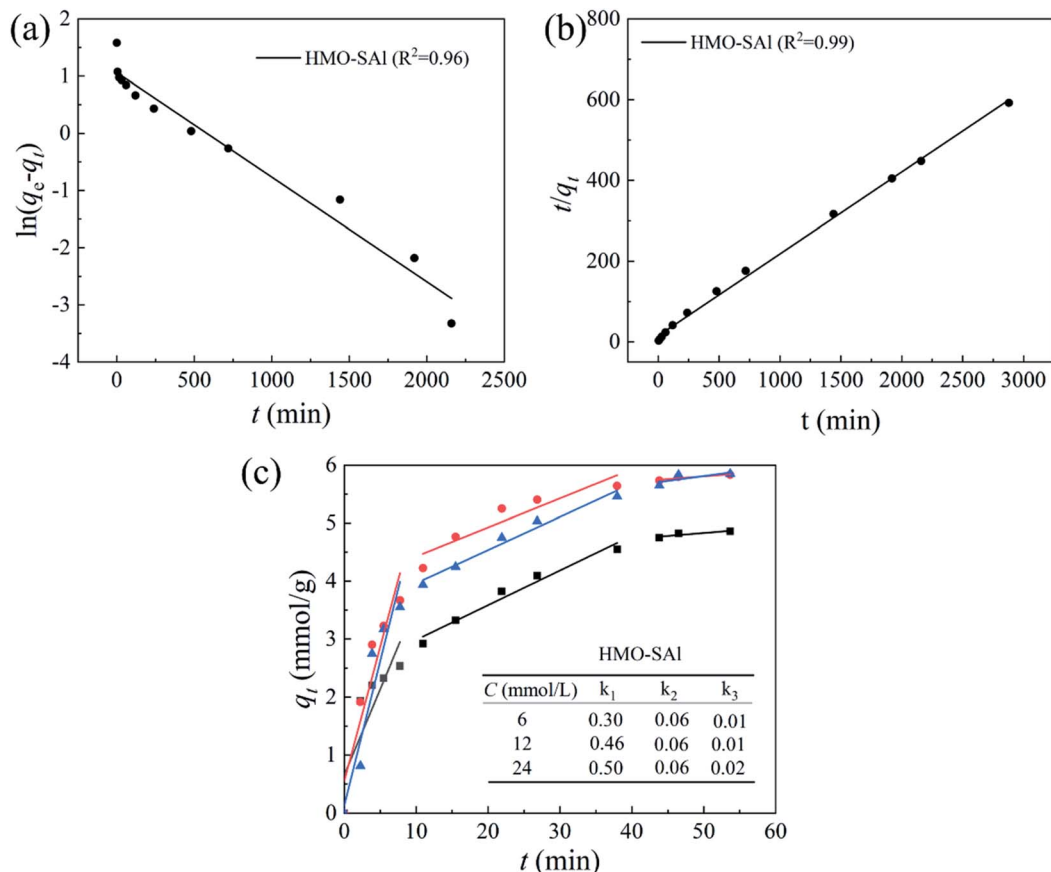 (a)
HMO-SAl (R²=0.96)
ln(qₑ-qₜ)
2
1
0
-1
-2
-3
-4
0 500 1000 1500 2000 2500
t (min)
(b)
HMO-SAl (R²=0.99)
t/qₜ
800
600
400
200
0
0 500 1000 1500 2000 2500 3000
t (min)
(c)
qₜ (mmol/g)
6
5
4
3
2
1
0
HMO-SAl
C (mmol/L) k₁ k₂ k₃
6 0.30 0.06 0.01
12 0.46 0.06 0.01
24 0.50 0.06 0.02
0 10 20 30 40 50 60
t (min)